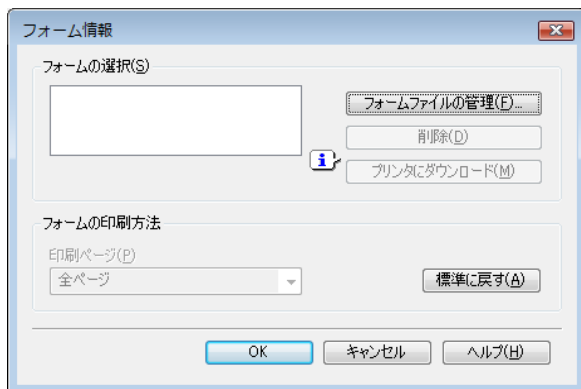 フォーム情報
フォームの選択(S)
フォームファイルの管理(F)...
削除(D)
プリンタにダウンロード(M)
フォームの印刷方法
印刷ページ(P)
全ページ
標準に戻す(A)
OK
キャンセル
ヘルプ(H)